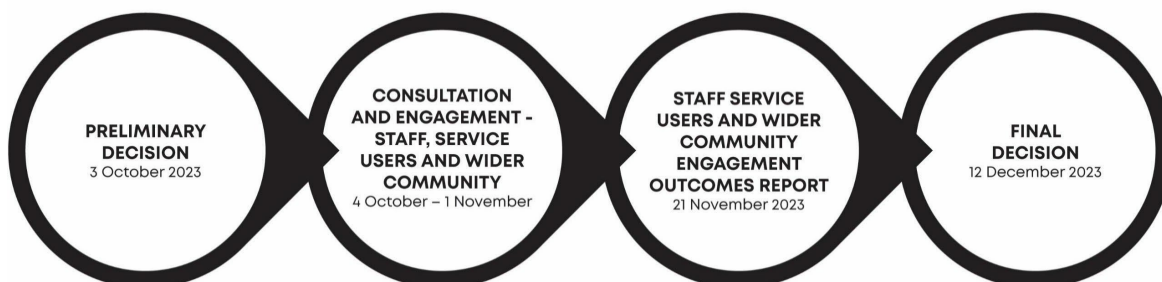 PRELIMINARY
DECISION
3 October 2023
CONSULTATION
AND ENGAGEMENT -
STAFF, SERVICE
USERS AND WIDER
COMMUNITY
4 October – 1 November
STAFF SERVICE
USERS AND WIDER
COMMUNITY
ENGAGEMENT
OUTCOMES REPORT
21 November 2023
FINAL
DECISION
12 December 2023